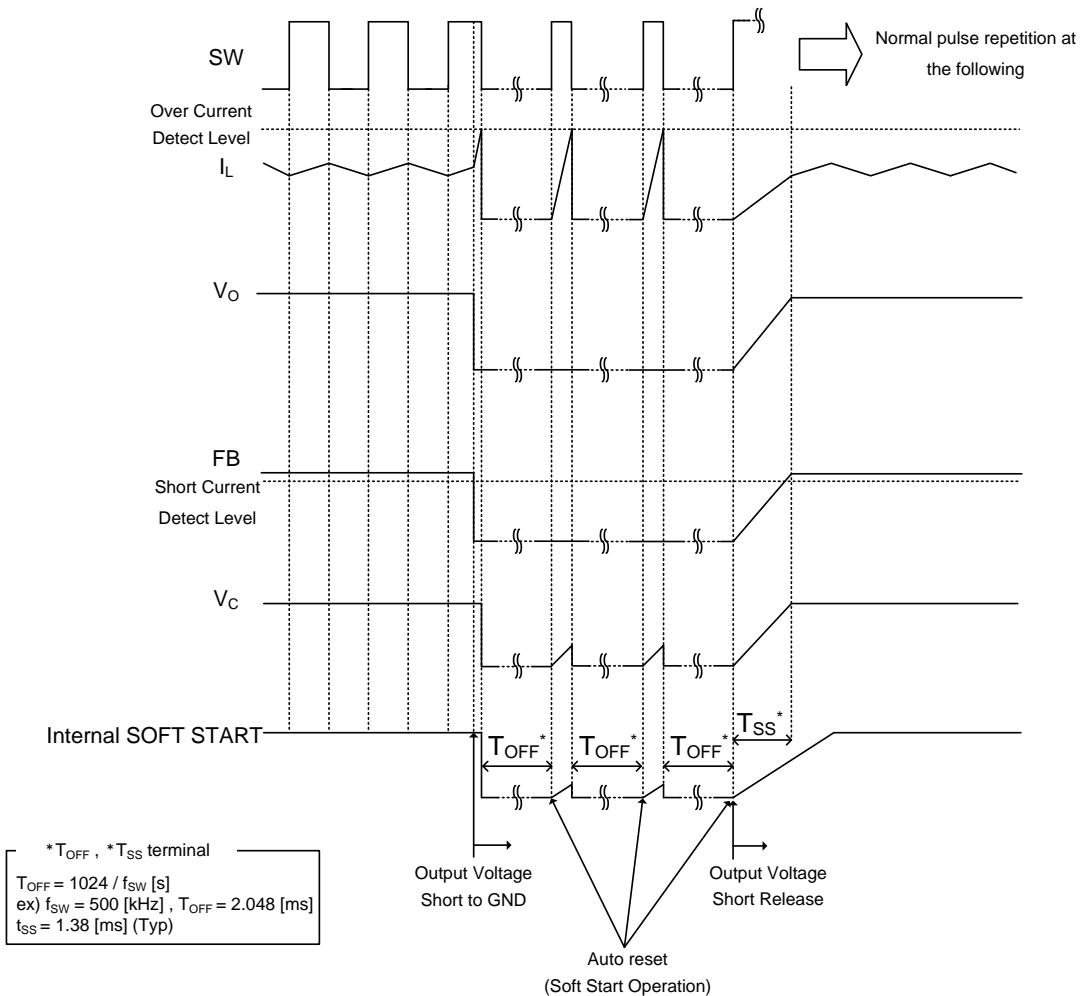 SW
Normal pulse repetition at
the following
Over Current
Detect Level
IL
VO
FB
Short Current
Detect Level
VC
Internal SOFT START
TOFF*
TOFF*
TOFF*
TSS*
*TOFF , *TSS terminal
TOFF = 1024 / fSW [s]
ex) fSW = 500 [kHz] , TOFF = 2.048 [ms]
tSS = 1.38 [ms] (Typ)
Output Voltage
Short to GND
Output Voltage
Short Release
Auto reset
(Soft Start Operation)